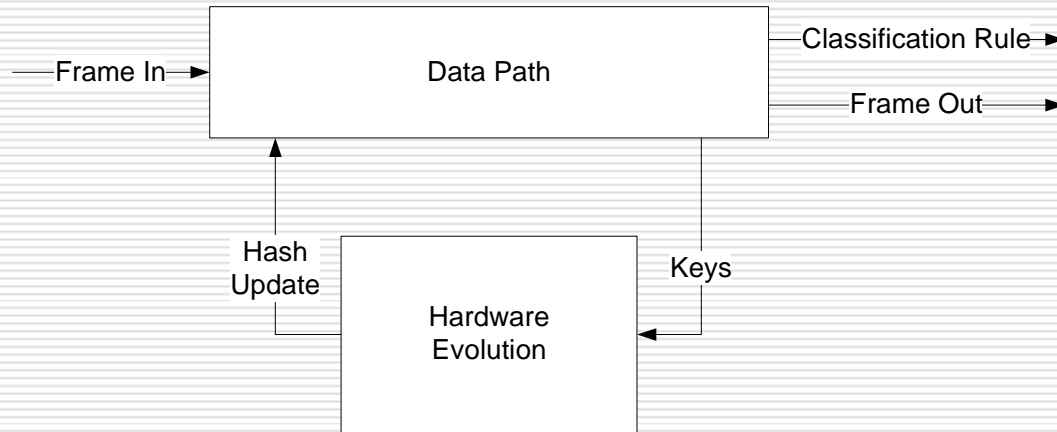 Classification Rule
Frame In
Data Path
Frame Out
Hash
Update
Keys
Hardware
Evolution